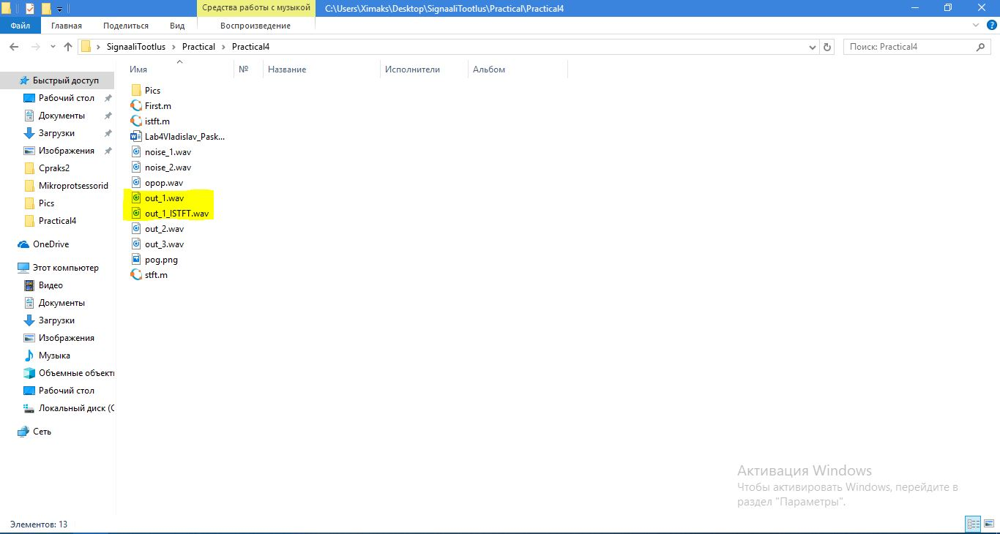 Средства работы с музыкой
C:\Users\Ximaks\Desktop\SignaaliTootlus\Practical\Practical4
Файл Главная Поделиться Вид Воспроизведение
SignaaliTootlus Practical Practical4
Поиск: Practical4
Имя № Название Исполнители Альбом
Быстрый доступ
Рабочий стол
Документы
Загрузки
Изображения
Cpraks2
Mikroprotsessorid
Pics
Practical4
OneDrive
Этот компьютер
Видео
Документы
Загрузки
Изображения
Музыка
Объемные объекты
Рабочий стол
Локальный диск (C
Сеть
Pics
First.m
istft.m
Lab4Vladislav_Pask...
noise_1.wav
noise_2.wav
opop.wav
out_1.wav
out_1_ISTFT.wav
out_2.wav
out_3.wav
pog.png
stft.m
Активация Windows
Чтобы активировать Windows, перейдите в
раздел "Параметры".
Элементов: 13